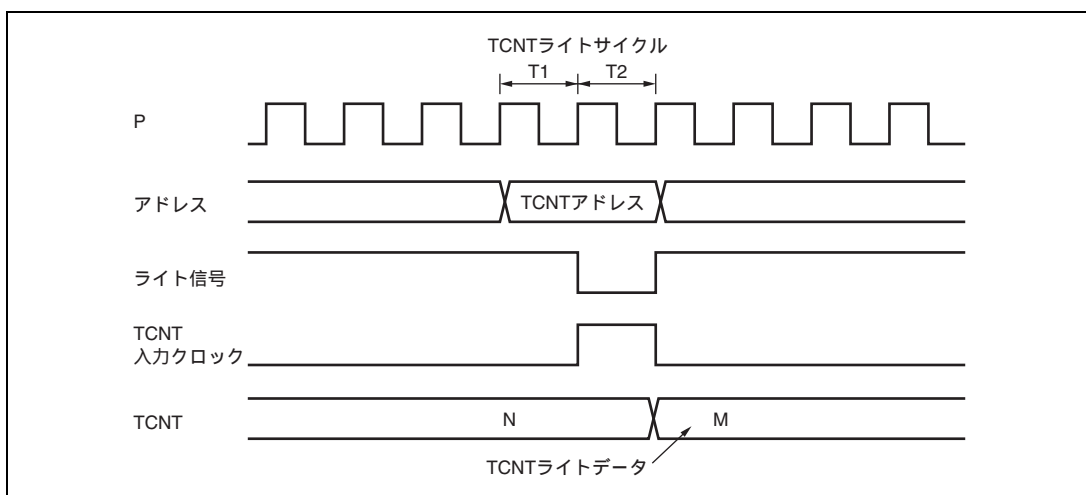 TCNTライトサイクル
T1 T2
P
アドレス
TCNTアドレス
ライト信号
TCNT
入力クロック
TCNT
N
M
TCNTライトデータ